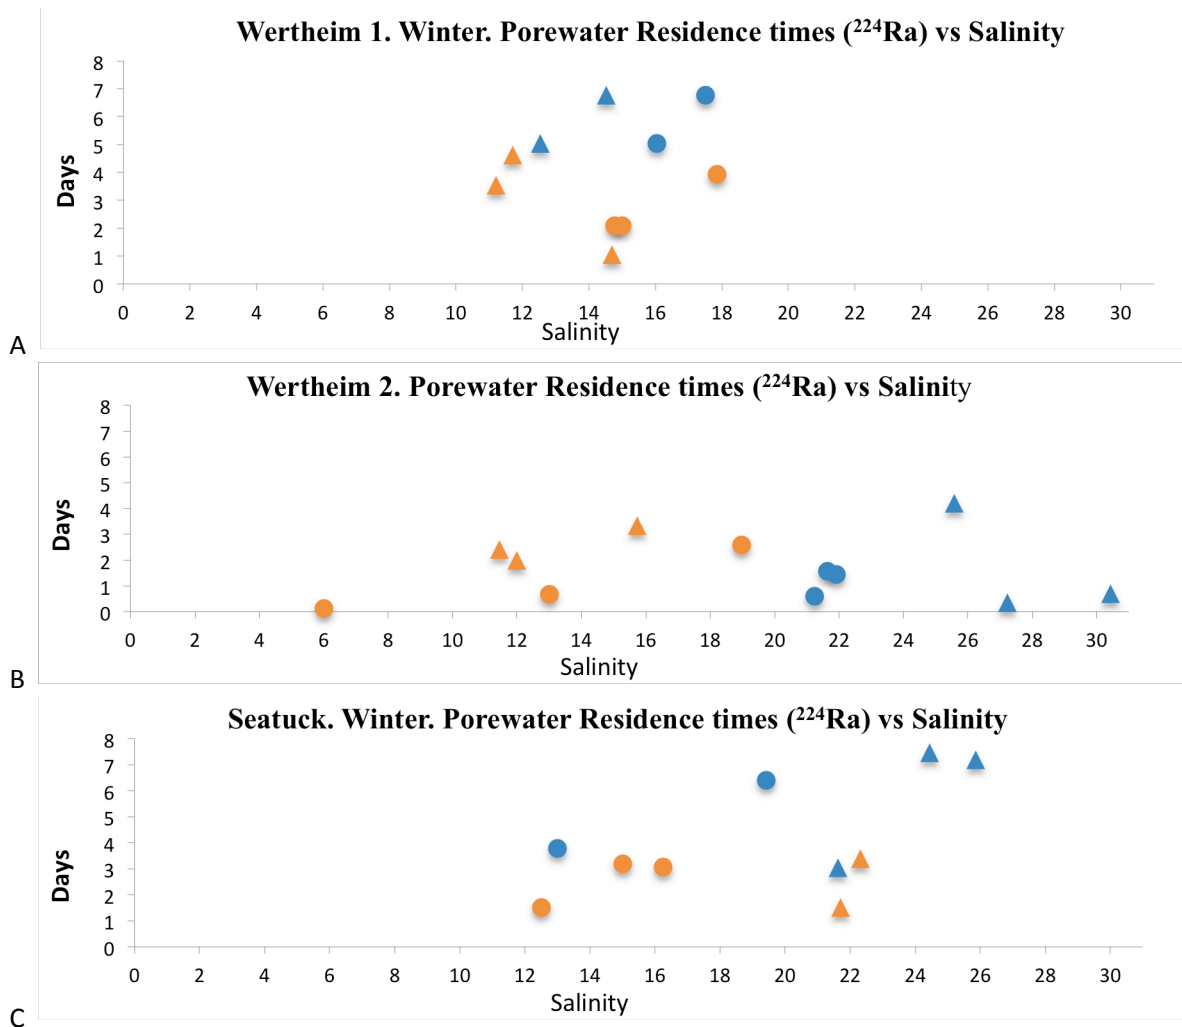 Wertheim 1. Winter. Porewater Residence times (²²⁴Ra) vs Salinity
8
7
6
5
4
3
2
1
0
Days
0 2 4 6 8 10 12 14 16 18 20 22 24 26 28 30
Salinity
A
Wertheim 2. Porewater Residence times (²²⁴Ra) vs Salinity
8
7
6
5
4
3
2
1
0
Days
0 2 4 6 8 10 12 14 16 18 20 22 24 26 28 30
Salinity
B
Seatuck. Winter. Porewater Residence times (²²⁴Ra) vs Salinity
8
7
6
5
4
3
2
1
0
Days
0 2 4 6 8 10 12 14 16 18 20 22 24 26 28 30
Salinity
C